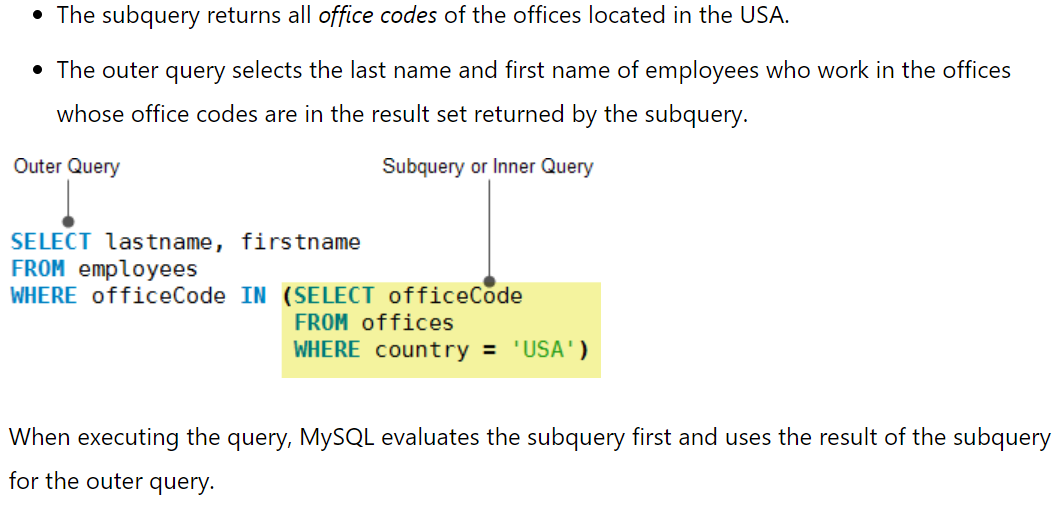 The subquery returns all office codes of the offices located in the USA.
The outer query selects the last name and first name of employees who work in the offices
whose office codes are in the result set returned by the subquery.
Outer Query
Subquery or Inner Query
SELECT lastname, firstname
FROM employees
WHERE officeCode IN (SELECT officeCode
FROM offices
WHERE country = 'USA')
When executing the query, MySQL evaluates the subquery first and uses the result of the subquery
for the outer query.